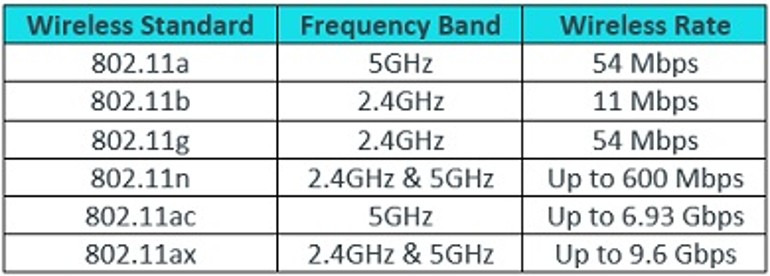 Wireless Standard Frequency Band Wireless Rate
802.11a 5GHz 54 Mbps
802.11b 2.4GHz 11 Mbps
802.11g 2.4GHz 54 Mbps
802.11n 2.4GHz & 5GHz Up to 600 Mbps
802.11ac 5GHz Up to 6.93 Gbps
802.11ax 2.4GHz & 5GHz Up to 9.6 Gbps